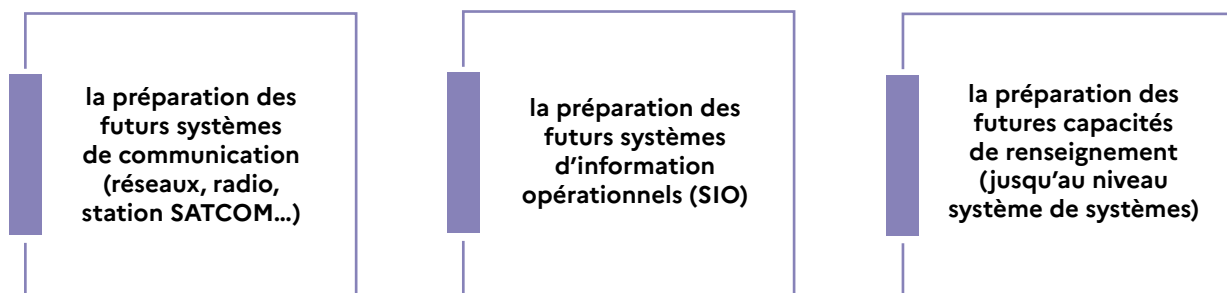 la préparation des
futurs systèmes
de communication
(réseaux, radio,
station SATCOM…)
la préparation des
futurs systèmes
d’information
opérationnels (SIO)
la préparation des
futures capacités
de renseignement
(jusqu’au niveau
système de systèmes)